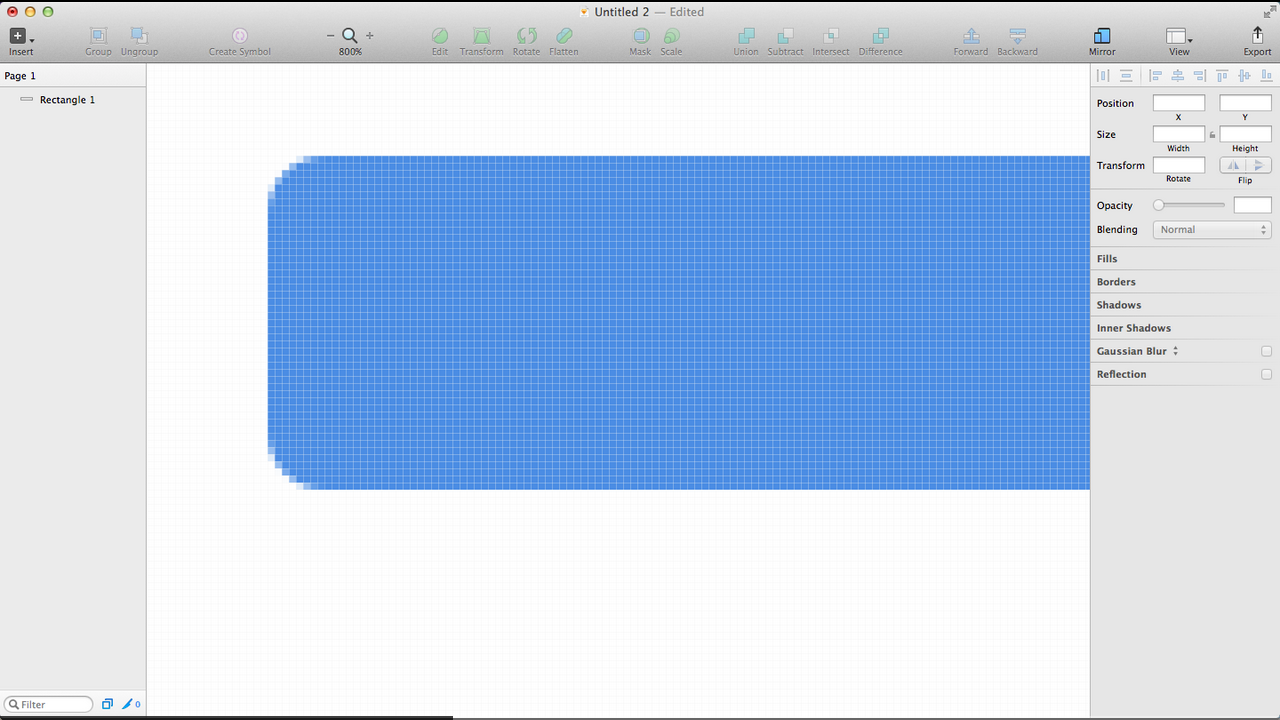 Untitled 2 — Edited
Insert Group Ungroup Create Symbol 800% Edit Transform Rotate Flatten Mask Scale Union Subtract Intersect Difference Forward Backward Mirror View Export
Page 1
Rectangle 1
Position
X Y
Size
Width Height
Transform
Rotate Flip
Opacity
Blending Normal
Fills
Borders
Shadows
Inner Shadows
Gaussian Blur
Reflection
Filter 0